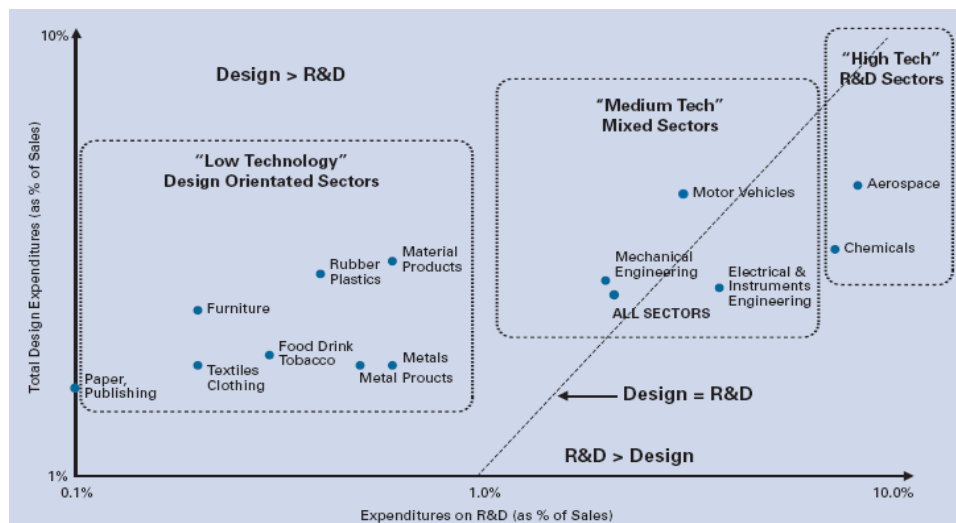 10%
Design > R&D
"High Tech"
R&D Sectors
"Medium Tech"
Mixed Sectors
"Low Technology"
Design Orientated Sectors
Total Design Expenditures (as % of Sales)
Motor Vehicles
Aerospace
Chemicals
Material
Products
Rubber
Plastics
Mechanical
Engineering
Electrical &
Instruments
Engineering
ALL SECTORS
Furniture
Food Drink
Tobacco
Metals
Metal Proucts
Textiles
Clothing
Paper,
Publishing
Design = R&D
R&D > Design
1%
0.1%
1.0%
10.0%
Expenditures on R&D (as % of Sales)